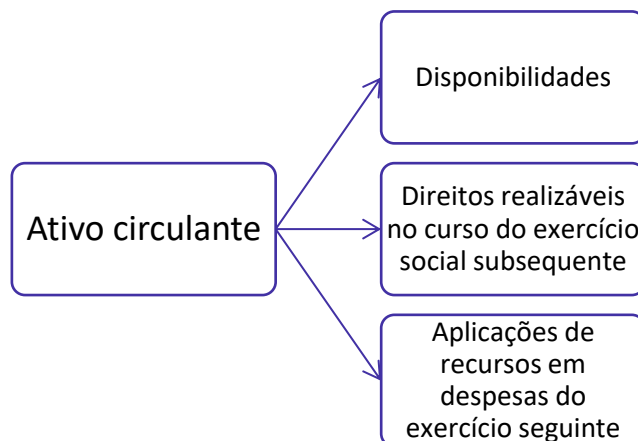 Disponibilidades
Ativo circulante
Direitos realizáveis
no curso do exercício
social subsequente
Aplicações de
recursos em
despesas do
exercício seguinte